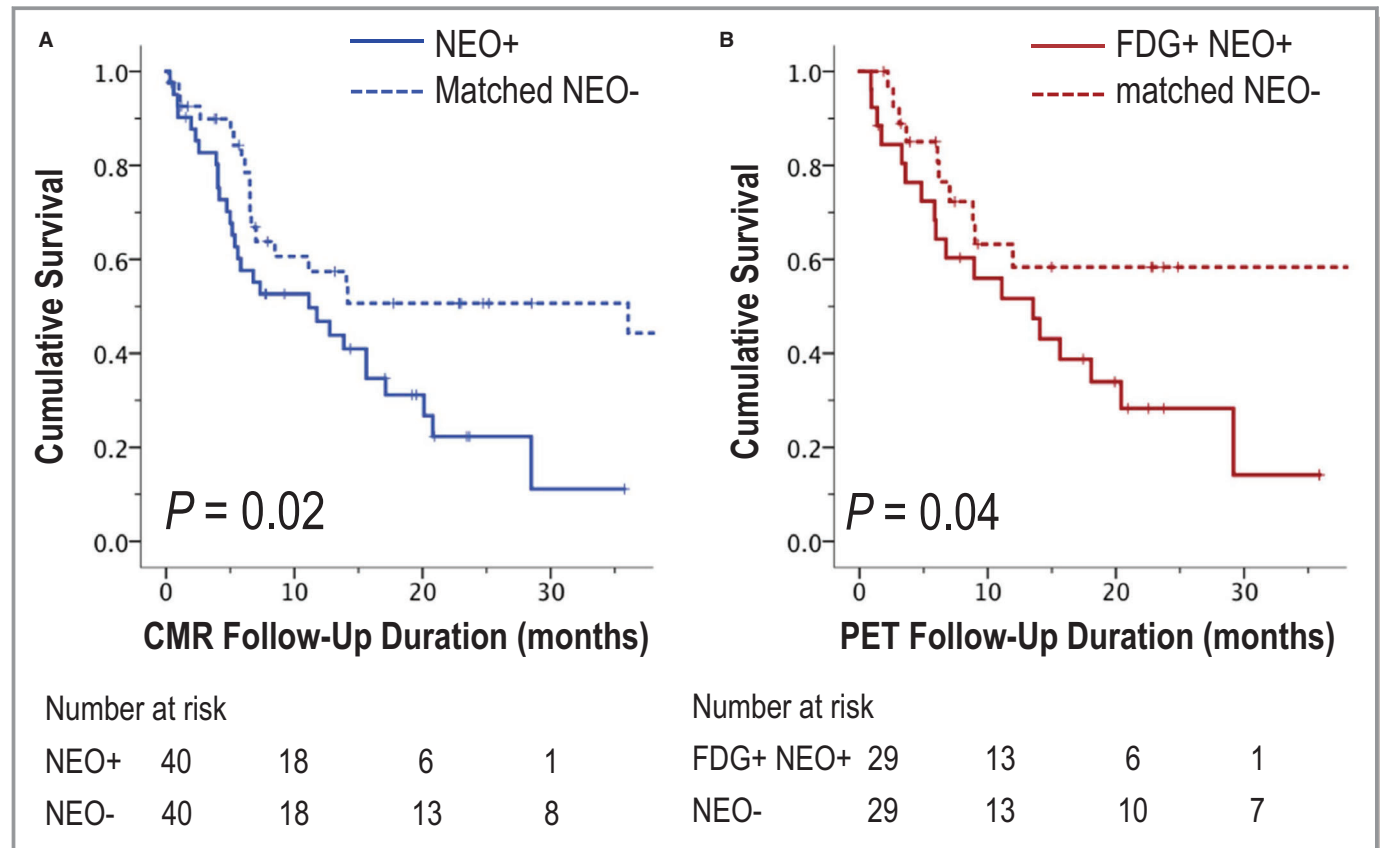 A
NEO+
Matched NEO-
1.0
0.8
0.6
0.4
0.2
0.0
Cumulative Survival
P = 0.02
0 10 20 30
CMR Follow-Up Duration (months)
Number at risk
NEO+ 40 18 6 1
NEO- 40 18 13 8
B
FDG+ NEO+
matched NEO-
1.0
0.8
0.6
0.4
0.2
0.0
Cumulative Survival
P = 0.04
0 10 20 30
PET Follow-Up Duration (months)
Number at risk
FDG+ NEO+ 29 13 6 1
NEO- 29 13 10 7